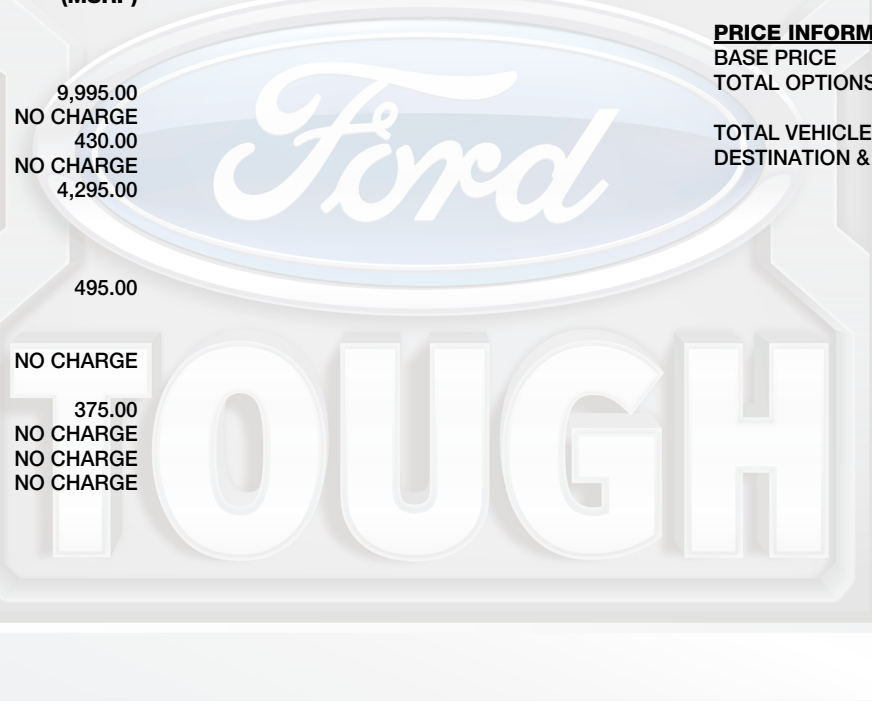 (MSRP)
9,995.00
NO CHARGE
430.00
NO CHARGE
4,295.00
495.00
NO CHARGE
375.00
NO CHARGE
NO CHARGE
NO CHARGE
PRICE INFORM
BASE PRICE
TOTAL OPTIONS
TOTAL VEHICLE
DESTINATION &
Ford
TOUGH